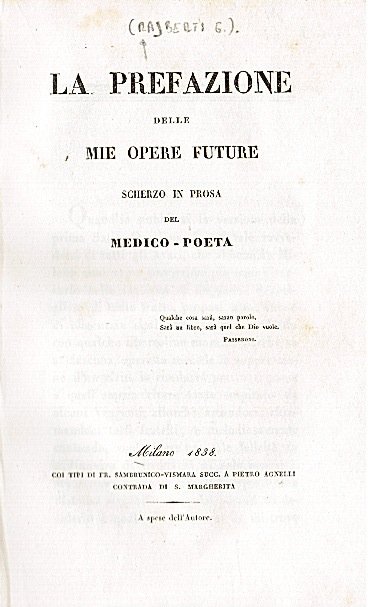 (RAJBERTI G.).
LA PREFAZIONE
DELLE
MIE OPERE FUTURE
SCHERZO IN PROSA
DEL
MEDICO-POETA
Qualche cosa sarà, saran parole,
Sarà un libro, sarà quel che Dio vuole.
Milano 1838.
COI TIPI DI FR. SAMBRUNICO-VISMARA SUCC. A PIETRO AGNELLI
CONTRADA DI S. MARGHERITA
A spese dell'Autore.